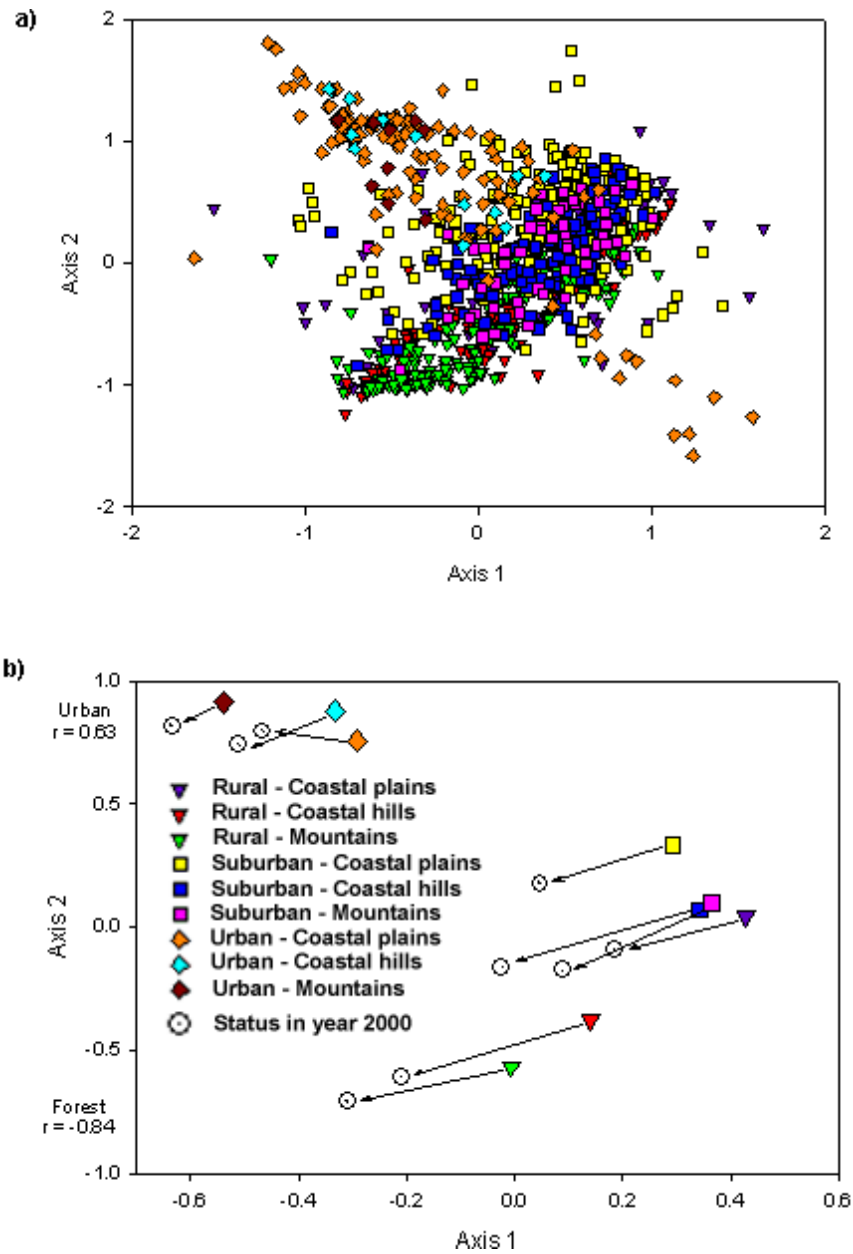 a)
2
1
0
-1
-2
Axis 2
-2 -1 0 1 2
Axis 1
b)
1.0
Urban
r = 0.63
0.5
0.0
-0.5
Forest
r = -0.84
-1.0
Axis 2
Rural - Coastal plains
Rural - Coastal hills
Rural - Mountains
Suburban - Coastal plains
Suburban - Coastal hills
Suburban - Mountains
Urban - Coastal plains
Urban - Coastal hills
Urban - Mountains
Status in year 2000
-0.6 -0.4 -0.2 0.0 0.2 0.4 0.6
Axis 1